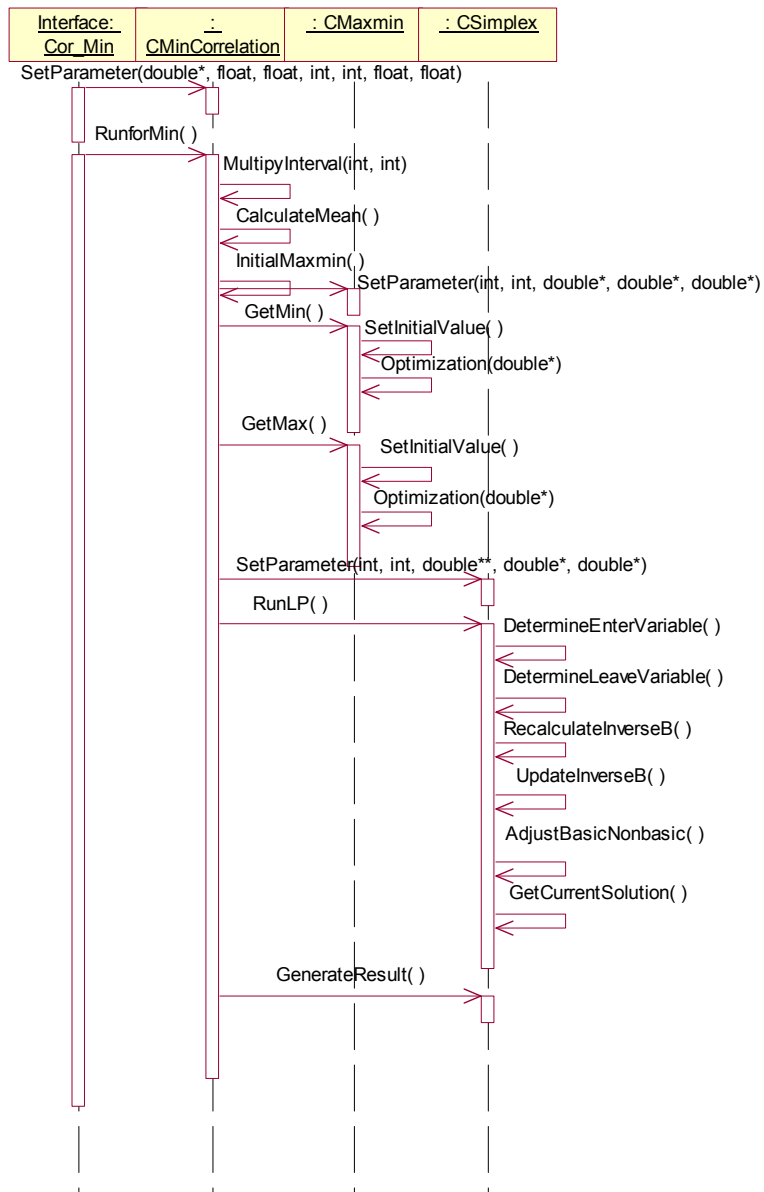 Interface:
Cor_Min
:
CMinCorrelation
: CMaxmin
: CSimplex
SetParameter(double*, float, float, int, int, float, float)
RunforMin( )
MultipyInterval(int, int)
CalculateMean( )
InitialMaxmin( )
SetParameter(int, int, double*, double*, double*)
GetMin( )
SetInitialValue( )
Optimization(double*)
GetMax( )
SetInitialValue( )
Optimization(double*)
SetParameter(int, int, double**, double*, double*)
RunLP( )
DetermineEnterVariable( )
DetermineLeaveVariable( )
RecalculateInverseB( )
UpdateInverseB( )
AdjustBasicNonbasic( )
GetCurrentSolution( )
GenerateResult( )